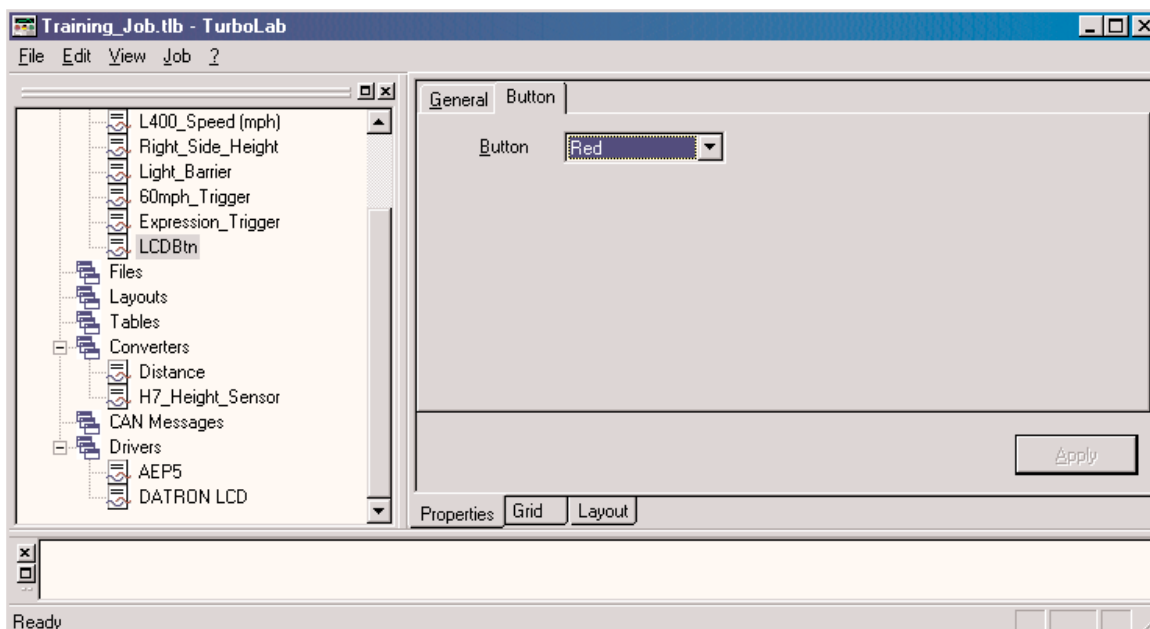 Training_Job.tlb - TurboLab
File Edit View Job ?
L400_Speed (mph)
Right_Side_Height
Light_Barrier
60mph_Trigger
Expression_Trigger
LCDBtn
Files
Layouts
Tables
Converters
Distance
H7_Height_Sensor
CAN Messages
Drivers
AEP5
DATRON LCD
General Button
Button Red
Apply
Properties Grid Layout
Ready